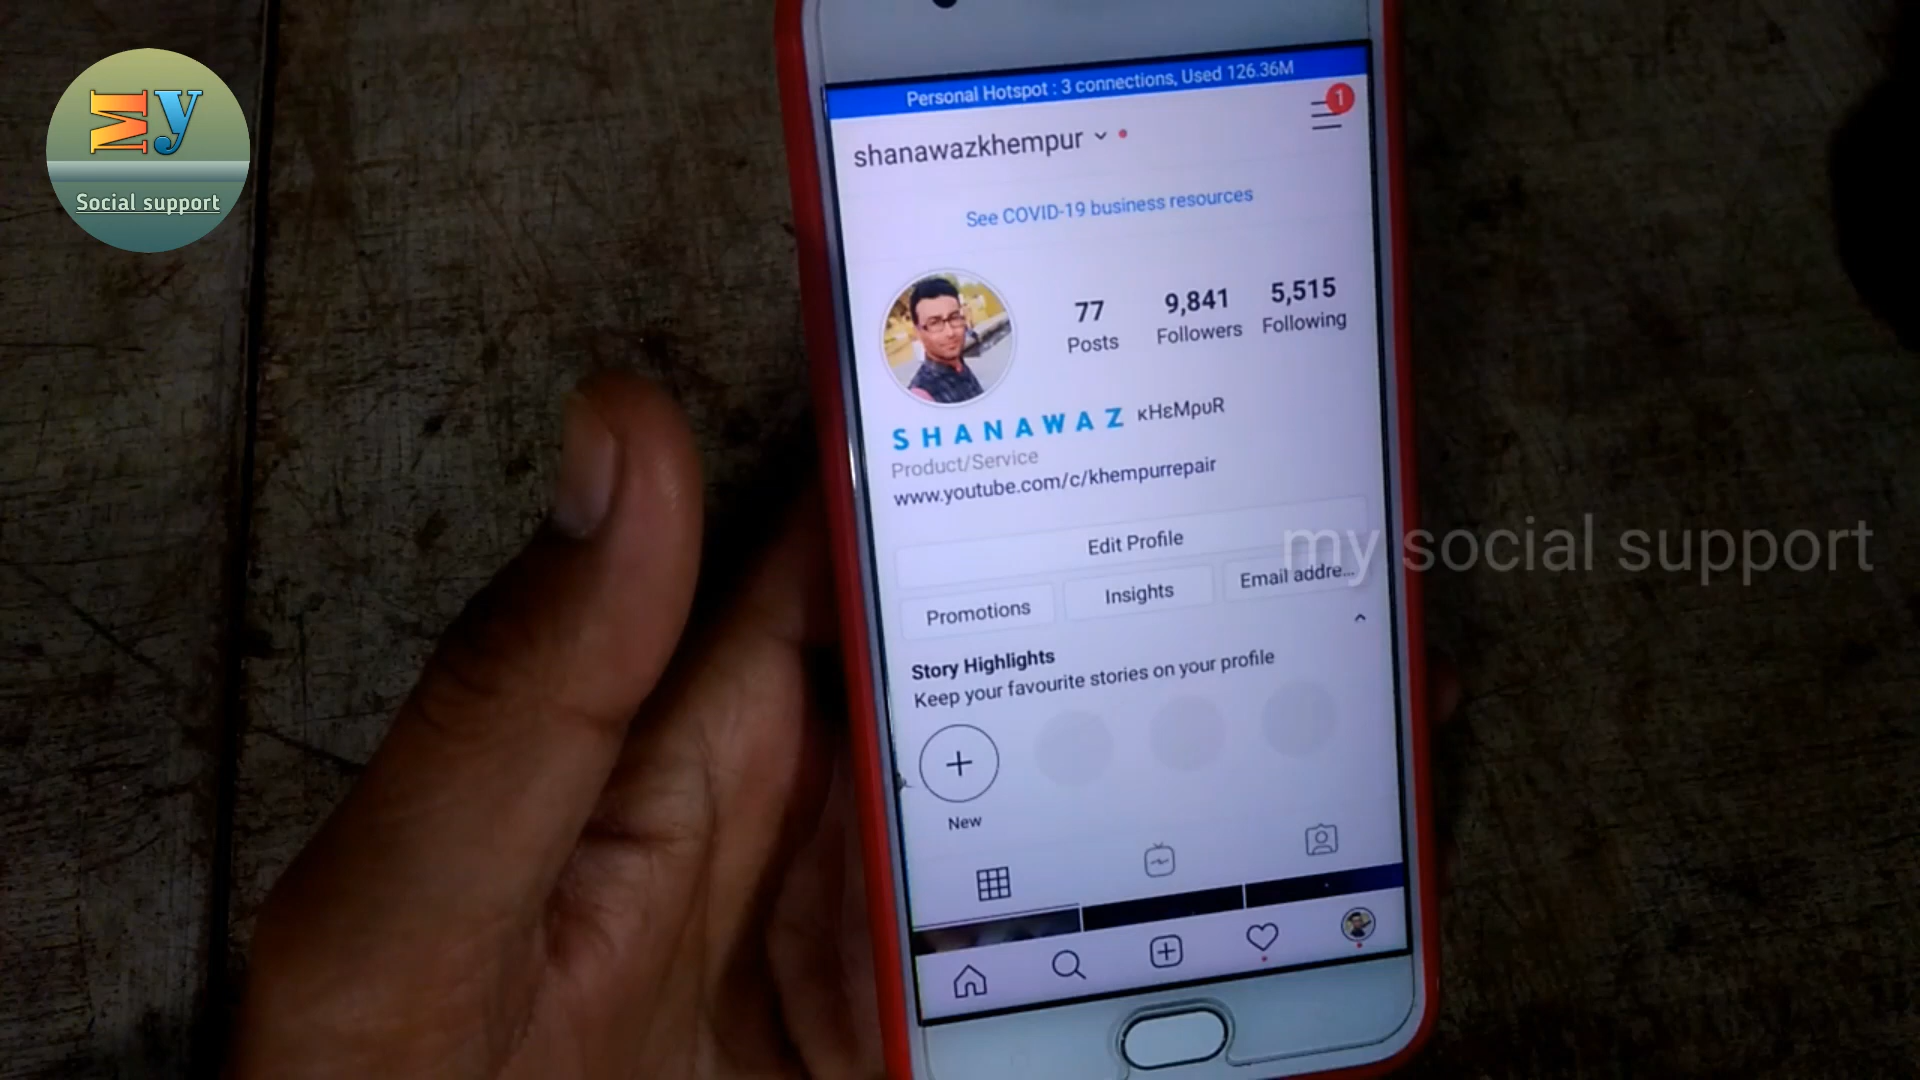 My
Social support
Personal Hotspot : 3 connections, Used 126.36M
1
shanawazkhempur
See COVID-19 business resources
77 9,841 5,515
Posts Followers Following
SHANAWAZ кHεMpυR
Product/Service
www.youtube.com/c/khempurrepair
Edit Profile
my social support
Promotions Insights Email addre...
Story Highlights
Keep your favourite stories on your profile
New